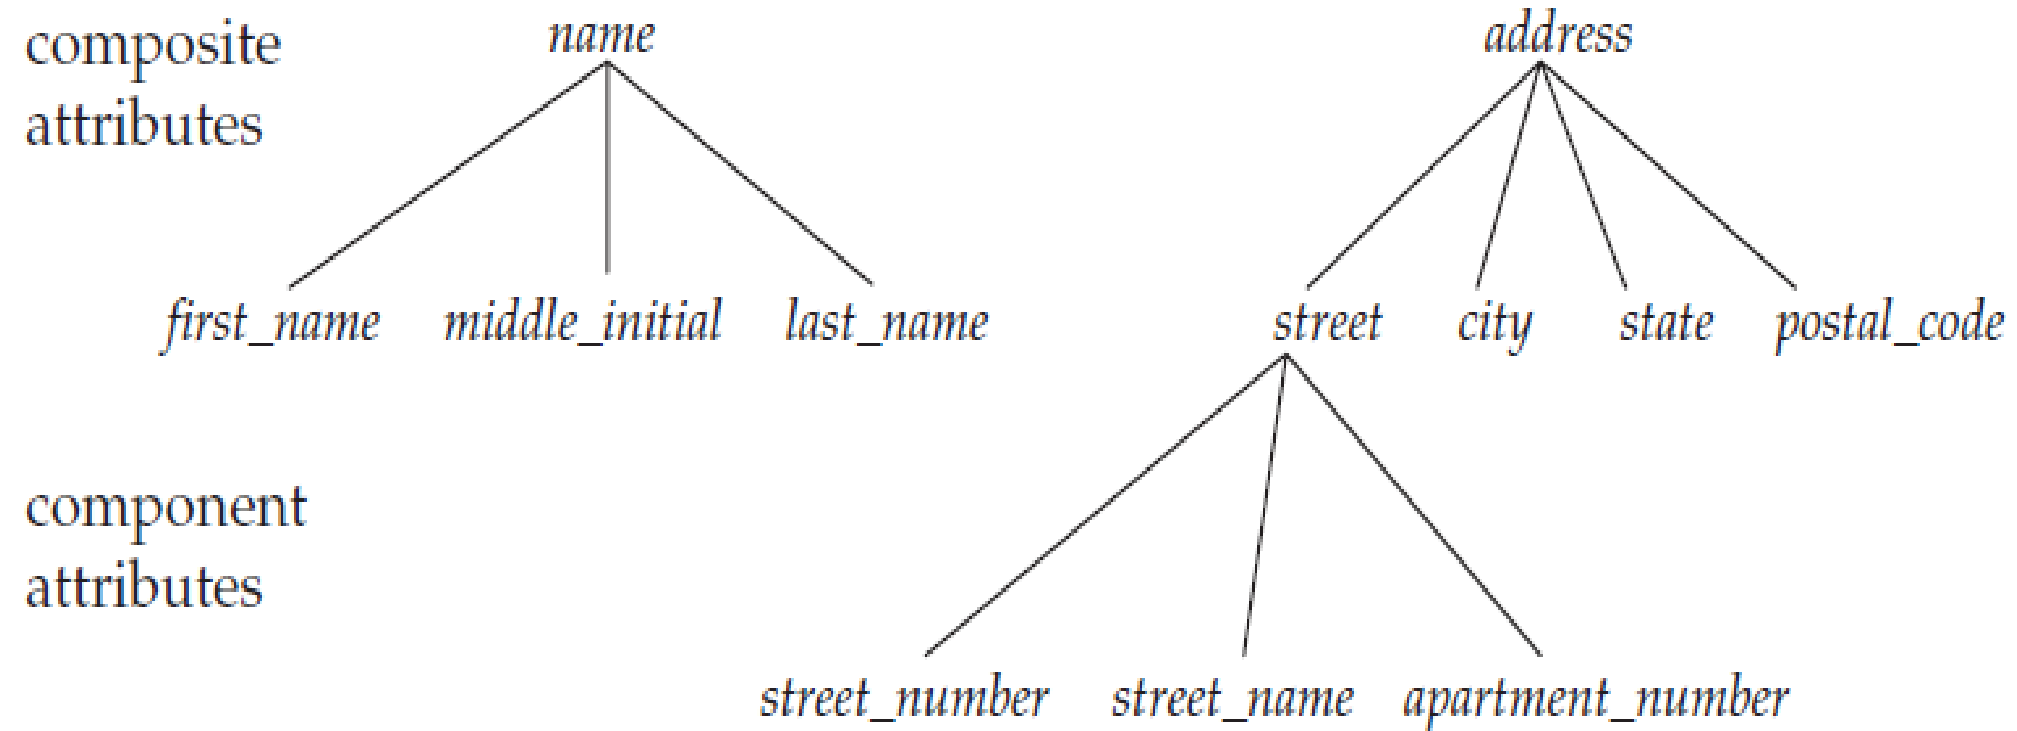 composite
attributes
name
address
first_name middle_initial last_name
street city state postal_code
component
attributes
street_number street_name apartment_number